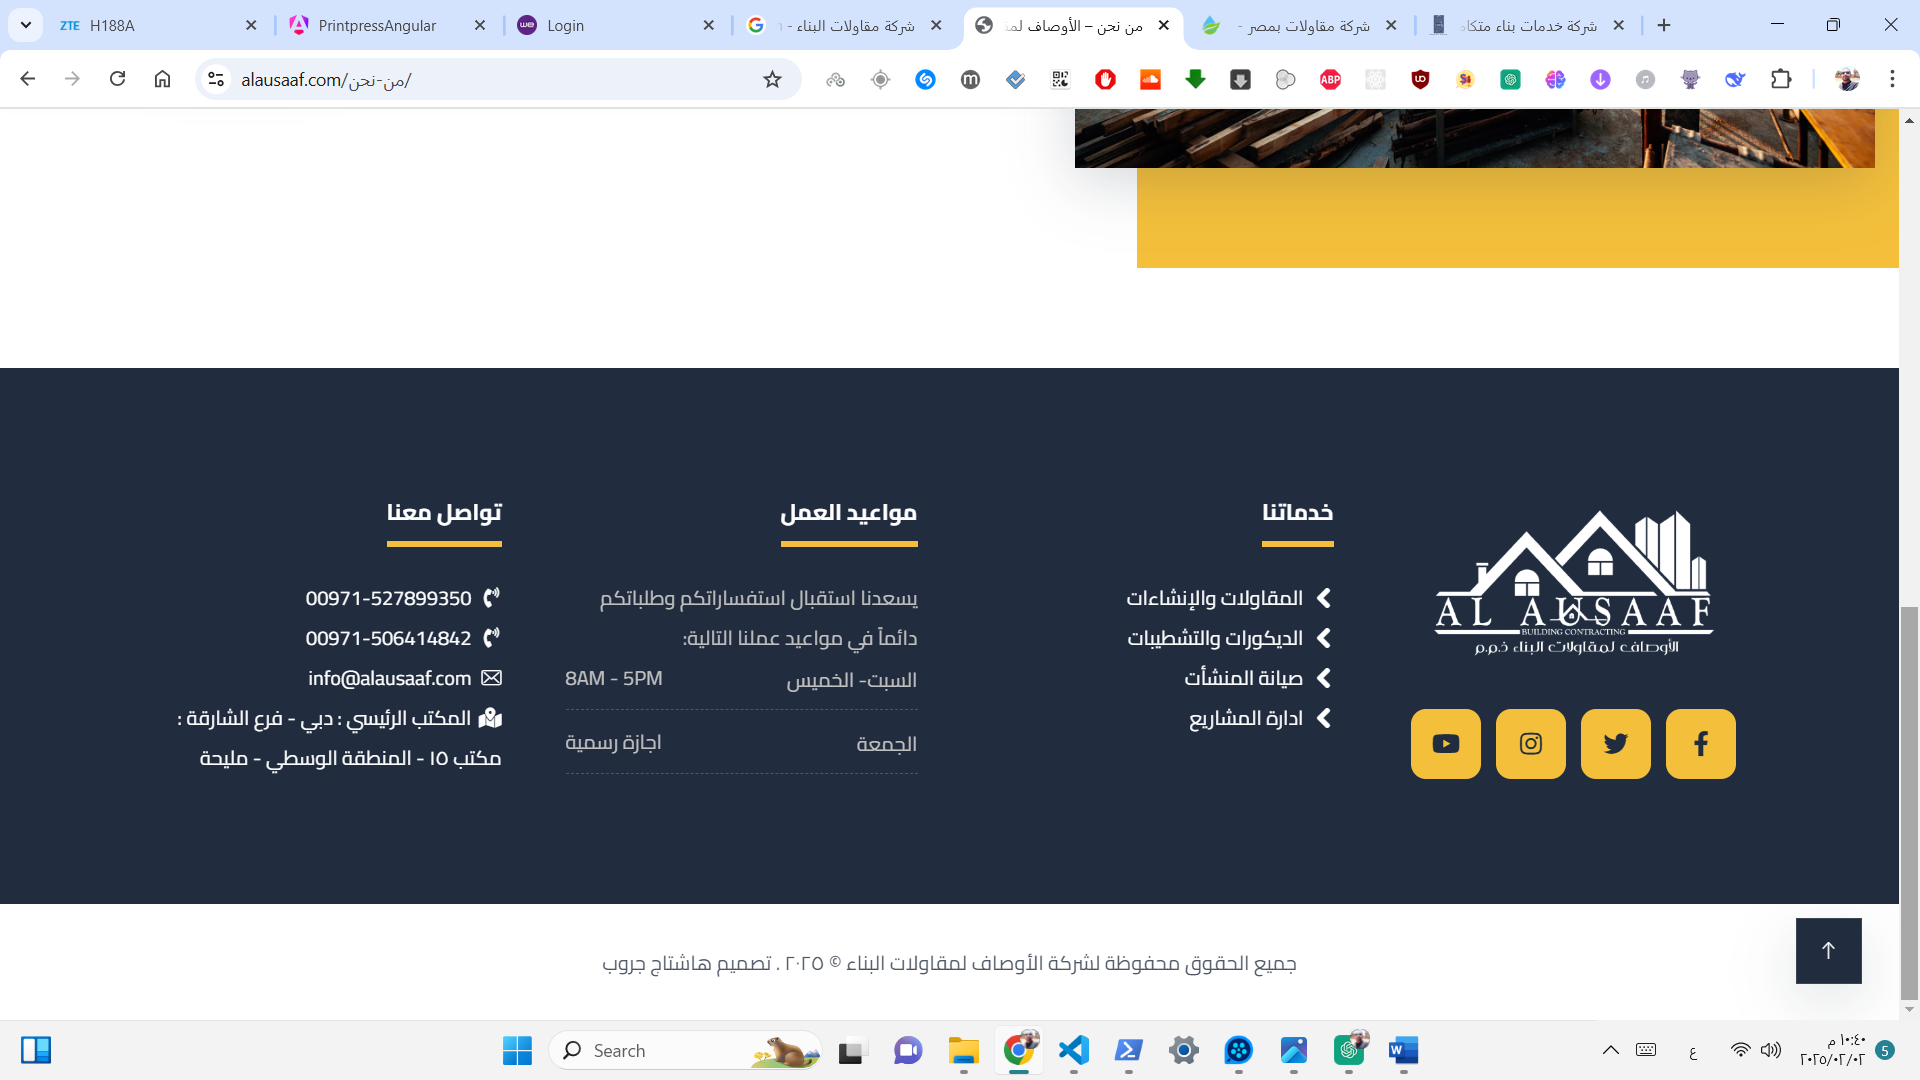 H188A
PrintpressAngular
Login
شركة مقاولات البناء -
من نحن – الأوصاف
شركة مقاولات بمصر -
شركة خدمات بناء
alausaaf.com/من-نحن/
AL AUSAAF
BUILDING CONTRACTING
الأوصاف لمقاولات البناء ذ.م.م
خدماتنا
المقاولات والإنشاءات
الديكورات والتشطيبات
صيانة المنشأت
ادارة المشاريع
مواعيد العمل
يسعدنا استقبال استفساراتكم وطلباتكم
دائماً في مواعيد عملنا التالية:
السبت- الخميس 8AM - 5PM
الجمعة اجازة رسمية
تواصل معنا
00971-527899350
00971-506414842
info@alausaaf.com
المكتب الرئيسي : دبي - فرع الشارقة :
مكتب ١٥ - المنطقة الوسطي - مليحة
جميع الحقوق محفوظة لشركة الأوصاف لمقاولات البناء © ٢٠٢٥ . تصميم هاشتاج جروب
Search
ع
١٠:٤٠ م
٢٠٢٥/٠٢/٠٢
5